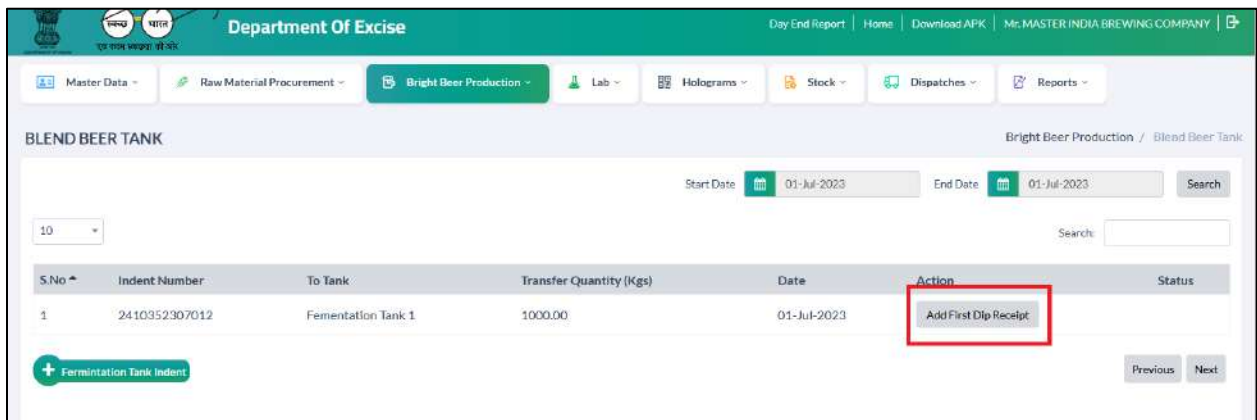 स्वच्छ भारत
एक कदम स्वच्छता की ओर
Department Of Excise
Day End Report | Home | Download APK | Mr. MASTER INDIA BREWING COMPANY
Master Data
Raw Material Procurement
Bright Beer Production
Lab
Holograms
Stock
Dispatches
Reports
BLEND BEER TANK
Bright Beer Production / Blend Beer Tank
Start Date 01-Jul-2023 End Date 01-Jul-2023 Search
10 Search:
S.No Indent Number To Tank Transfer Quantity (Kgs) Date Action Status
1 2410352307012 Fementation Tank 1 1000.00 01-Jul-2023 Add First Dip Receipt
+ Fermintation Tank Indent Previous Next